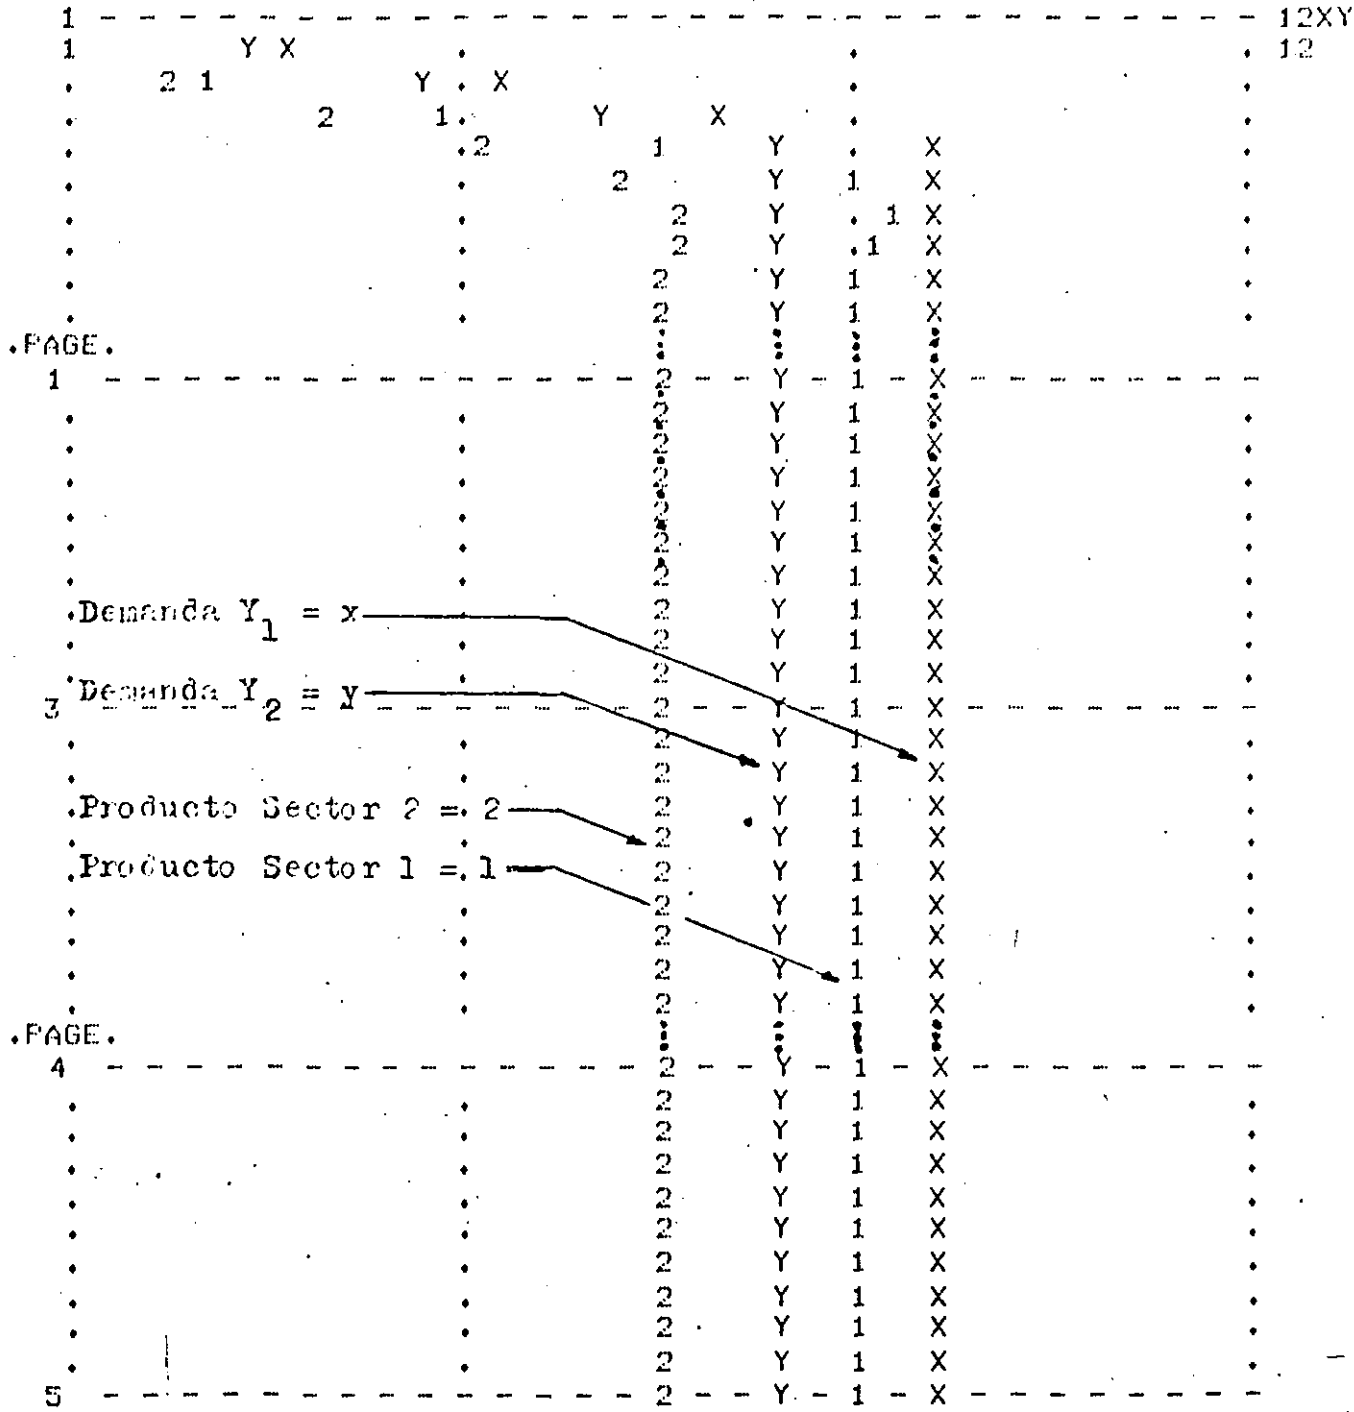 1 - - - - - - - - - - - - - - - - - - - - - - - - - - - - - 12XY
1 Y X . . . 12
. 2 1 Y . X . .
. 2 1 . Y X . .
. . 2 1 Y . X .
. . 2 Y 1 X .
. . 2 Y . 1 X .
. . 2 Y . 1 X .
. . 2 Y 1 X .
. . 2 Y 1 X .
.PAGE.
1 - - - - - - - - - - - - - - 2 - - Y - 1 - X - - - - - - - -
. . 2 Y 1 X .
. . 2 Y 1 X .
. . 2 Y 1 X .
. . 2 Y 1 X .
. . 2 Y 1 X .
. . 2 Y 1 X .
.Demanda Y1 = x 2 Y 1 X .
. . 2 Y 1 X .
. Demanda Y2 = y 2 Y 1 X .
3 - - - - - - - - - - - - - - 2 - - Y - 1 - X - - - - - - - -
. . 2 Y 1 X .
. . 2 Y 1 X .
.Producto Sector 2 =. 2 2 Y 1 X .
. . 2 Y 1 X .
.Producto Sector 1 =. 1 2 Y 1 X .
. . 2 Y 1 X .
. . 2 Y 1 X .
. . 2 Y 1 X .
. . 2 Y 1 X .
.PAGE.
4 - - - - - - - - - - - - - - 2 - - Y - 1 - X - - - - - - - -
. . 2 Y 1 X .
. . 2 Y 1 X .
. . 2 Y 1 X .
. . 2 Y 1 X .
. . 2 Y 1 X .
. . 2 Y 1 X .
. . 2 Y 1 X .
. . 2 Y 1 X .
. . 2 Y 1 X .
5 - - - - - - - - - - - - - - 2 - - Y - 1 - X - - - - - - - -